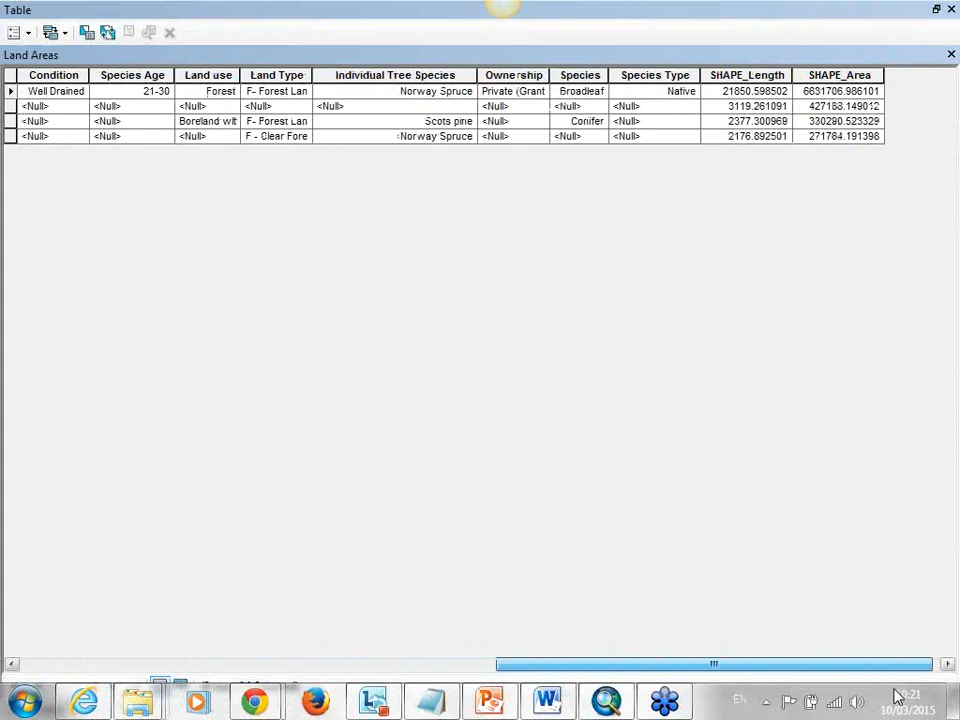 Table
Land Areas
Condition Species Age Land use Land Type Individual Tree Species Ownership Species Species Type SHAPE_Length SHAPE_Area
Well Drained 21-30 Forest F- Forest Lan Norway Spruce Private (Grant Broadleaf Native 21850.598502 6631706.986101
<Null> <Null> <Null> <Null> <Null> <Null> <Null> <Null> 3119.261091 427183.149012
<Null> <Null> Boreland wit F- Forest Lan Scots pine <Null> Conifer <Null> 2377.300969 330290.523329
<Null> <Null> <Null> F - Clear Fore Norway Spruce <Null> <Null> <Null> 2176.892501 271764.191398
EN
10/03/2015